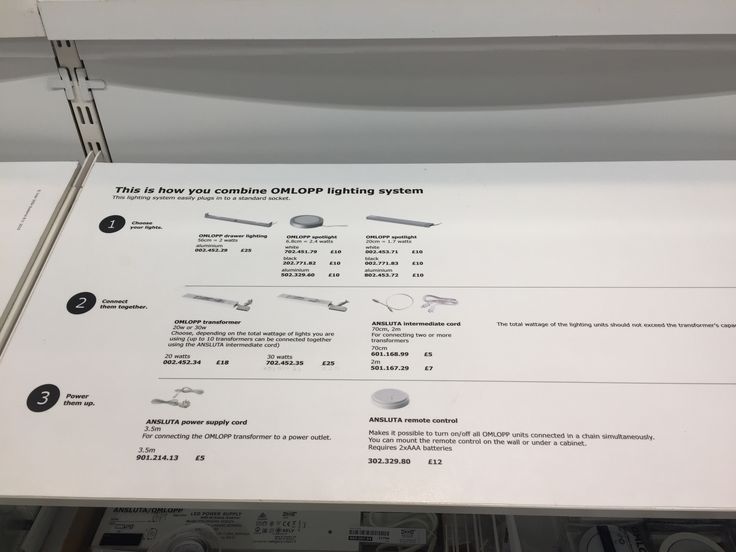 This is how you combine OMLOPP lighting system
This lighting system easily plugs in to a standard socket.
1
Choose
your lights.
OMLOPP drawer lighting
56cm = 2 watts
aluminium
002.452.29 £25
OMLOPP spotlight
6.8cm = 2.4 watts
white
702.451.79 £10
black
202.771.82 £10
aluminium
502.329.60 £10
OMLOPP spotlight
20cm = 1.7 watts
white
002.453.71 £10
black
002.771.83 £10
aluminium
802.453.72 £10
2
Connect
them together.
OMLOPP transformer
20w or 30w
Choose, depending on the total wattage of lights you are
using (up to 10 transformers can be connected together
using the ANSLUTA intermediate cord)
20 watts
002.452.34 £18
30 watts
702.452.35 £25
ANSLUTA intermediate cord
70cm, 2m
For connecting two or more
transformers
70cm
601.168.99 £5
2m
501.167.29 £7
The total wattage of the lighting units should not exceed the transformer's capa
3
Power
them up.
ANSLUTA power supply cord
3.5m
For connecting the OMLOPP transformer to a power outlet.
3.5m
901.214.13 £5
ANSLUTA remote control
Makes it possible to turn on/off all OMLOPP units connected in a chain simultaneously.
You can mount the remote control on the wall or under a cabinet.
Requires 2xAAA batteries
302.329.80 £12
ANSLUTA/OMLOPP
LED POWER SUPPLY